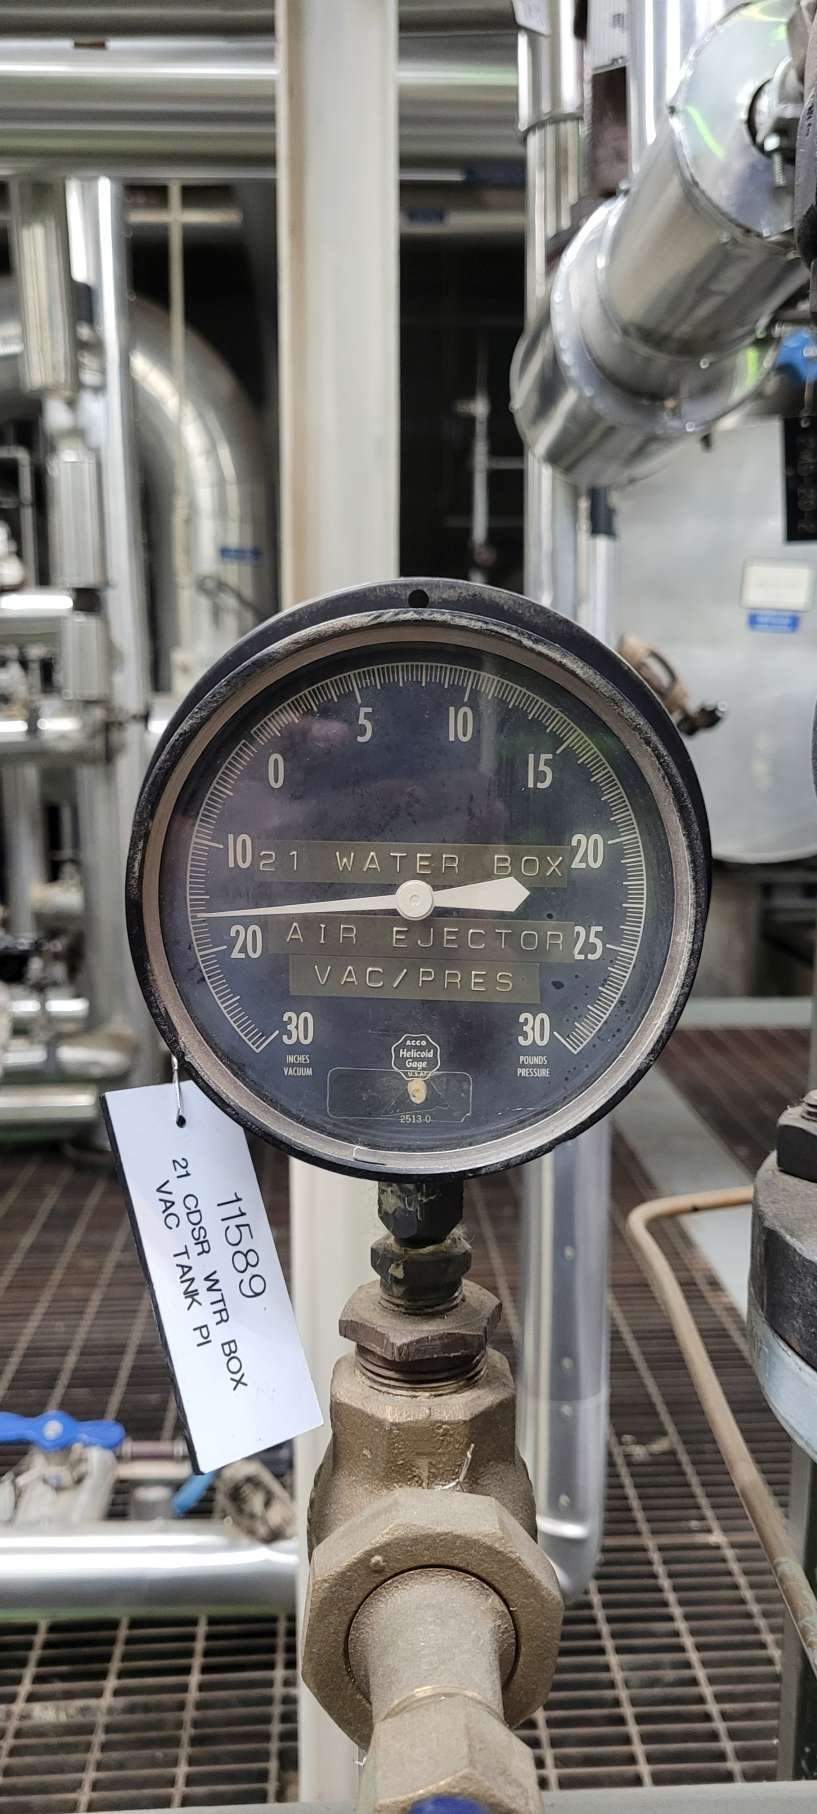 5
10
0
15
10
20
21 WATER BOX
20
25
AIR EJECTOR
VAC/PRES
30
30
INCHES
VACUUM
POUNDS
PRESSURE
ACCO
Helicoid
Gage
U.S.A.
2513-0
11589
21 CDSR WTR BOX
VAC TANK PI